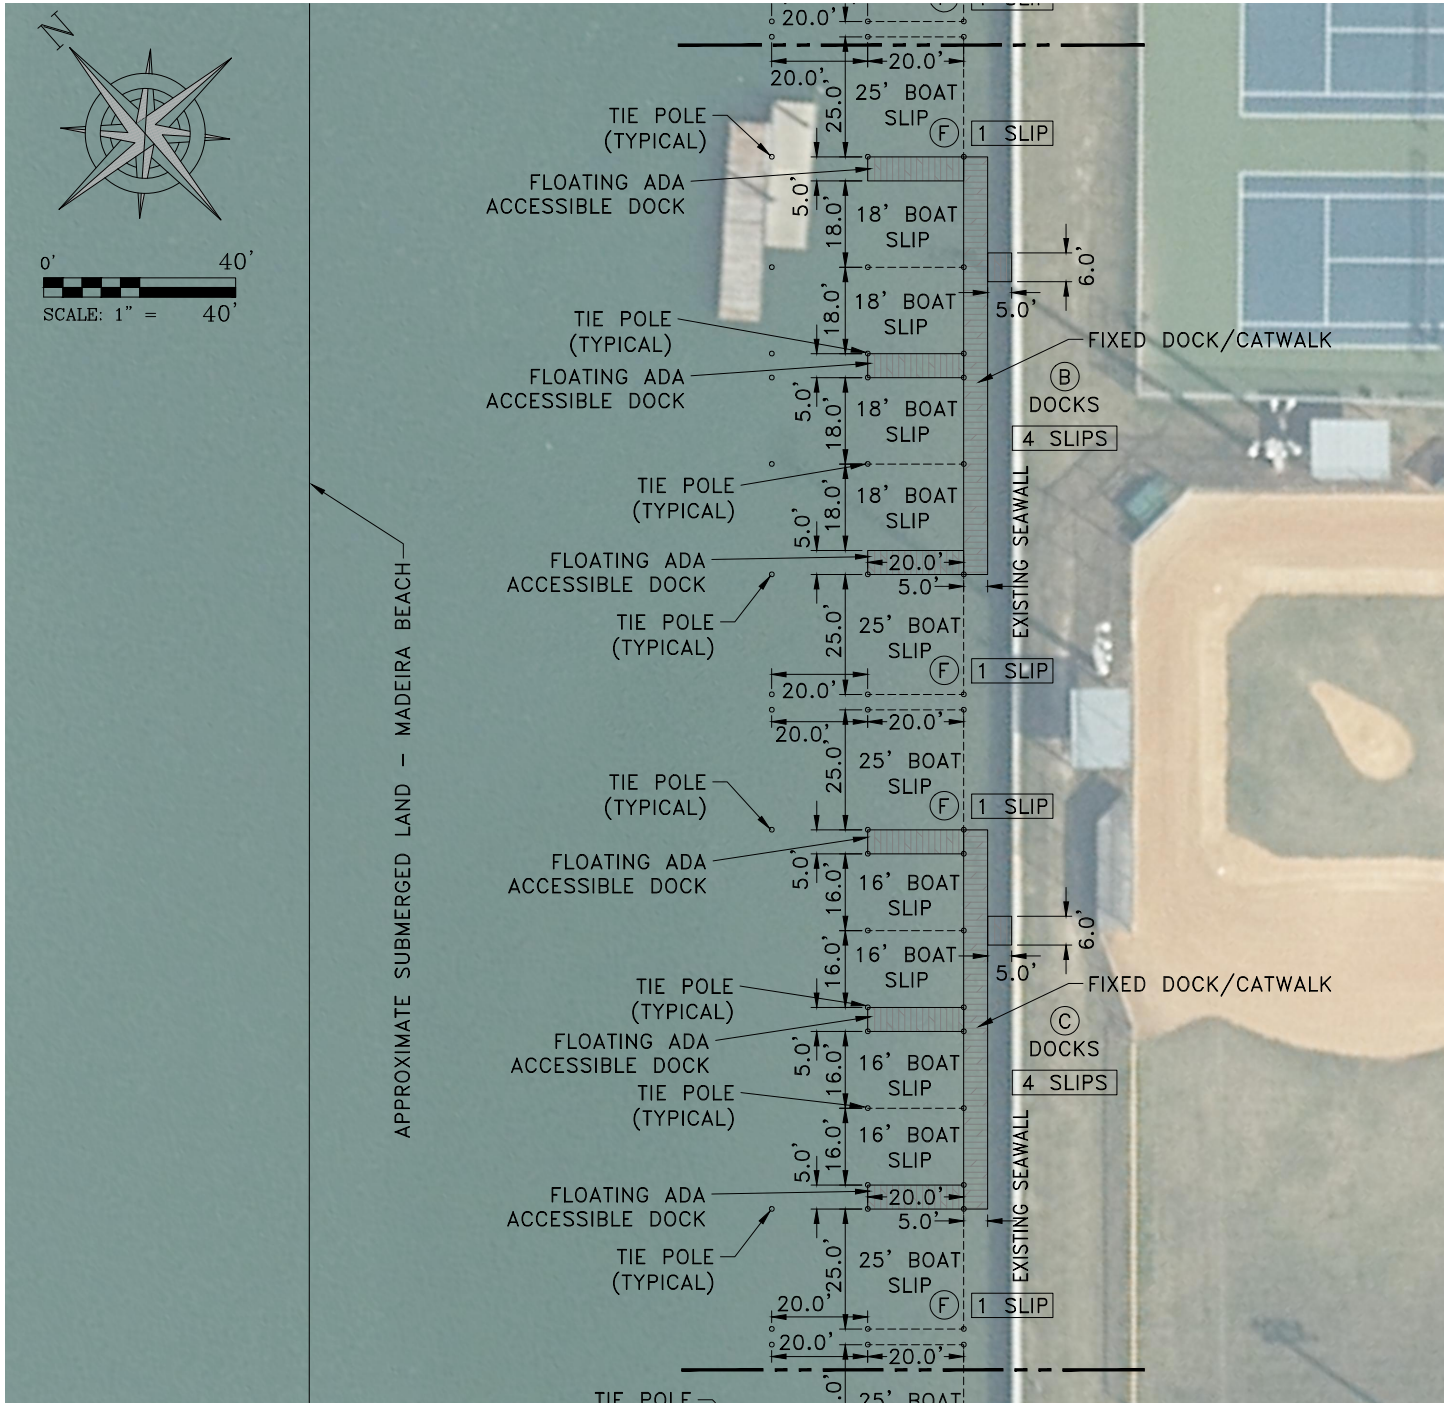 N
0'
40'
SCALE: 1" = 40'
APPROXIMATE SUBMERGED LAND – MADEIRA BEACH
20.0'
20.0'
20.0'
25.0'
25' BOAT
SLIP
F
1 SLIP
TIE POLE
(TYPICAL)
FLOATING ADA
ACCESSIBLE DOCK
5.0'
18.0'
18' BOAT
SLIP
6.0'
5.0'
18.0'
18' BOAT
SLIP
TIE POLE
(TYPICAL)
FIXED DOCK/CATWALK
FLOATING ADA
ACCESSIBLE DOCK
B
DOCKS
4 SLIPS
5.0'
18.0'
18' BOAT
SLIP
TIE POLE
(TYPICAL)
18.0'
18' BOAT
SLIP
5.0'
EXISTING SEAWALL
FLOATING ADA
ACCESSIBLE DOCK
20.0'
5.0'
TIE POLE
(TYPICAL)
25.0'
25' BOAT
SLIP
F
1 SLIP
20.0'
20.0'
20.0'
25.0'
25' BOAT
SLIP
F
1 SLIP
TIE POLE
(TYPICAL)
FLOATING ADA
ACCESSIBLE DOCK
5.0'
16.0'
16' BOAT
SLIP
6.0'
5.0'
16.0'
16' BOAT
SLIP
TIE POLE
(TYPICAL)
FIXED DOCK/CATWALK
FLOATING ADA
ACCESSIBLE DOCK
C
DOCKS
4 SLIPS
5.0'
16.0'
16' BOAT
SLIP
TIE POLE
(TYPICAL)
16.0'
16' BOAT
SLIP
5.0'
EXISTING SEAWALL
FLOATING ADA
ACCESSIBLE DOCK
20.0'
5.0'
TIE POLE
(TYPICAL)
25.0'
25' BOAT
SLIP
F
1 SLIP
20.0'
20.0'
20.0'
.0'
TIE POLE
25' BOAT